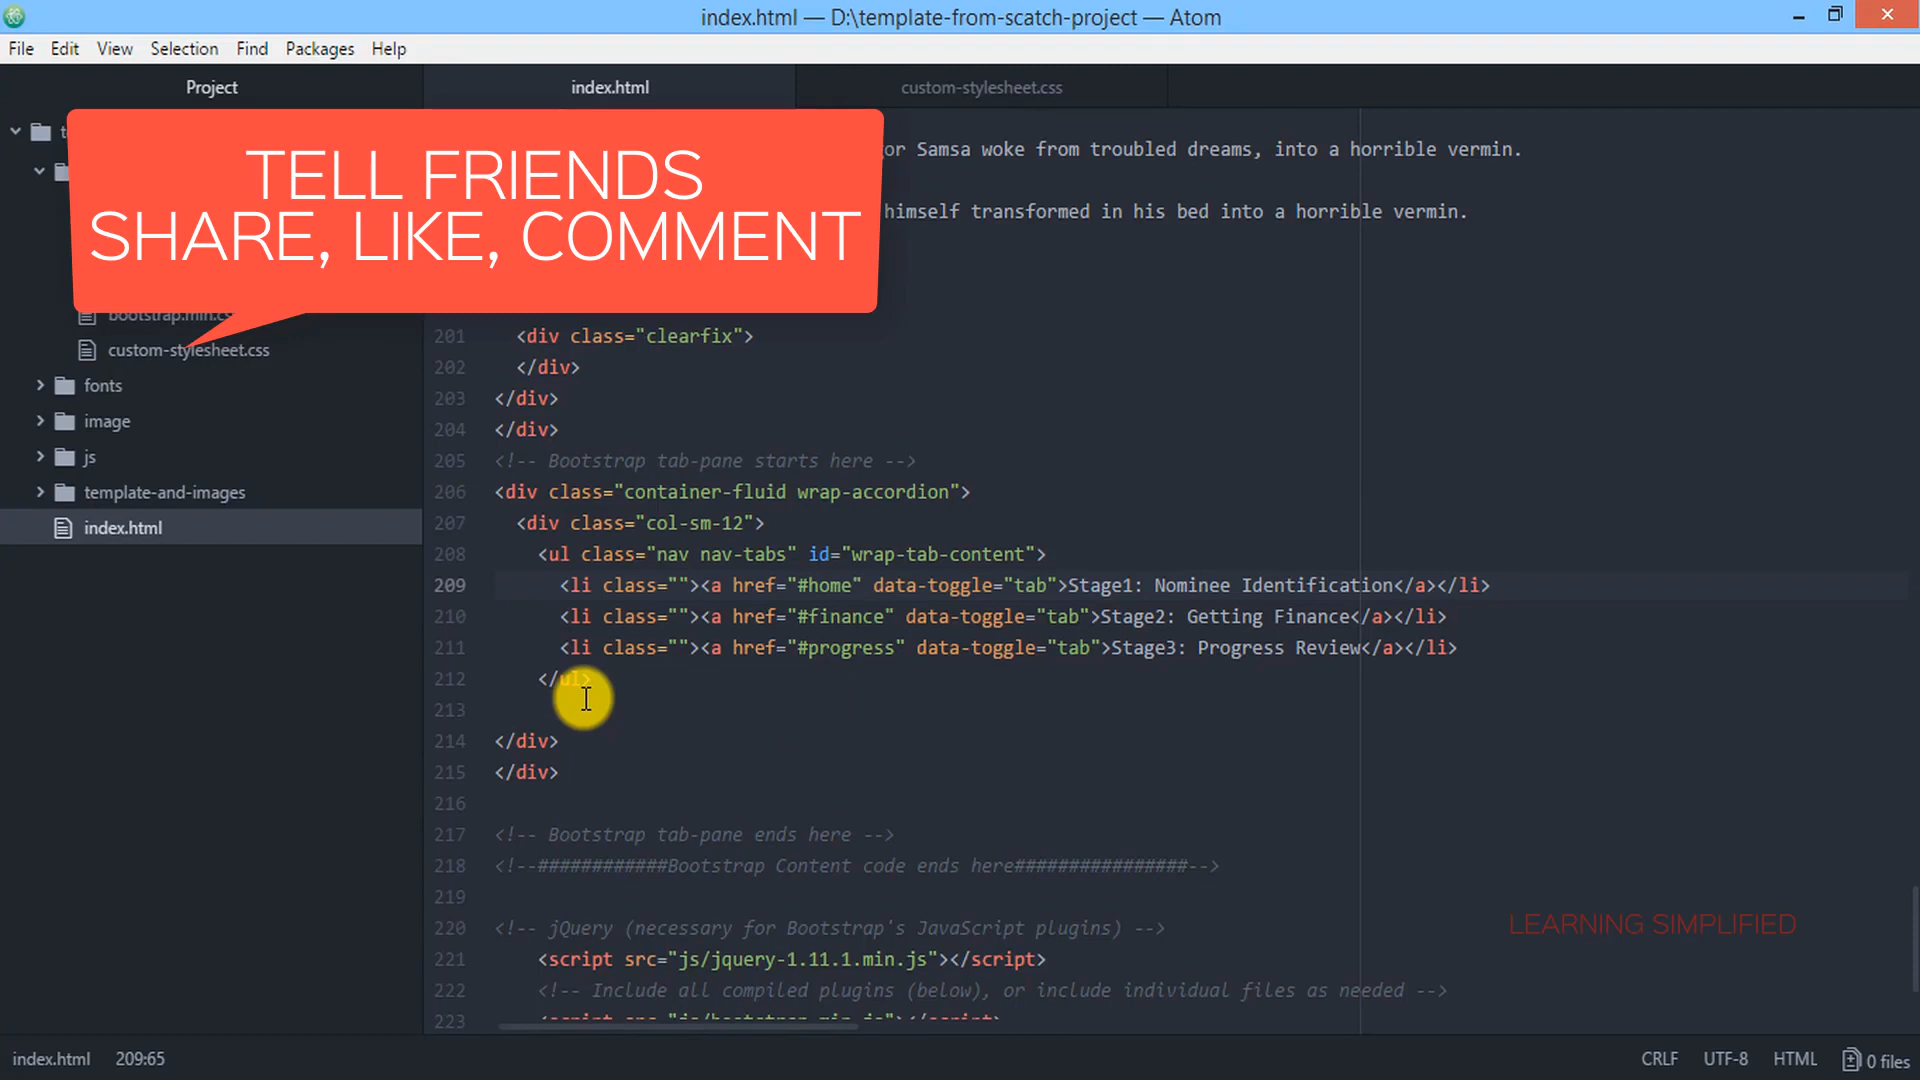 index.html — D:\template-from-scatch-project — Atom
File Edit View Selection Find Packages Help
Project
index.html
custom-stylesheet.css
TELL FRIENDS
SHARE, LIKE, COMMENT
or Samsa woke from troubled dreams, into a horrible vermin.
himself transformed in his bed into a horrible vermin.
custom-stylesheet.css
fonts
image
js
template-and-images
index.html
201 <div class="clearfix">
202 </div>
203 </div>
204 </div>
205 <!-- Bootstrap tab-pane starts here -->
206 <div class="container-fluid wrap-accordion">
207 <div class="col-sm-12">
208 <ul class="nav nav-tabs" id="wrap-tab-content">
209 <li class=""><a href="#home" data-toggle="tab">Stage1: Nominee Identification</a></li>
210 <li class=""><a href="#finance" data-toggle="tab">Stage2: Getting Finance</a></li>
211 <li class=""><a href="#progress" data-toggle="tab">Stage3: Progress Review</a></li>
212 </ul>
213
214 </div>
215 </div>
216
217 <!-- Bootstrap tab-pane ends here -->
218 <!--############Bootstrap Content code ends here################-->
219
220 <!-- jQuery (necessary for Bootstrap's JavaScript plugins) -->
221 <script src="js/jquery-1.11.1.min.js"></script>
222 <!-- Include all compiled plugins (below), or include individual files as needed -->
223 <script src="js/bootstrap.min.js"></script>
LEARNING SIMPLIFIED
index.html 209:65
CRLF UTF-8 HTML 0 files